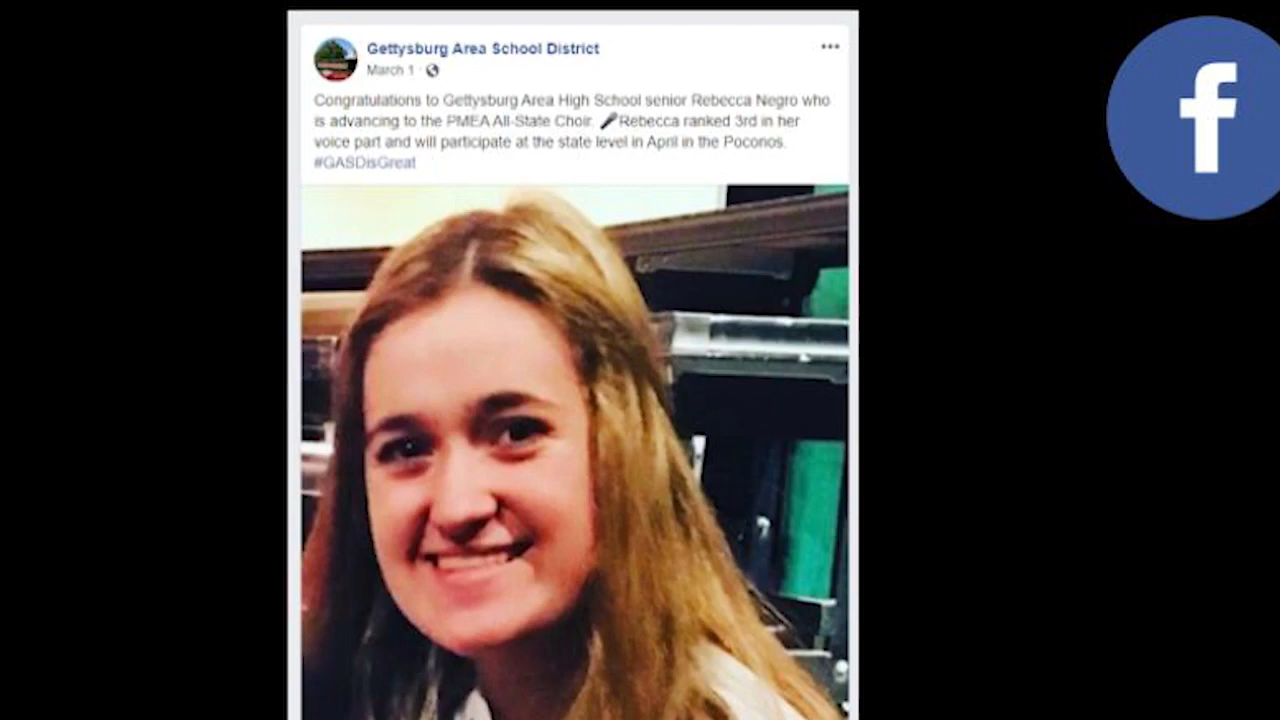 Gettysburg Area School District
March 1 ·
Congratulations to Gettysburg Area High School senior Rebecca Negro who
is advancing to the PMEA All-State Choir. 🎤Rebecca ranked 3rd in her
voice part and will participate at the state level in April in the Poconos.
#GASDisGreat
f